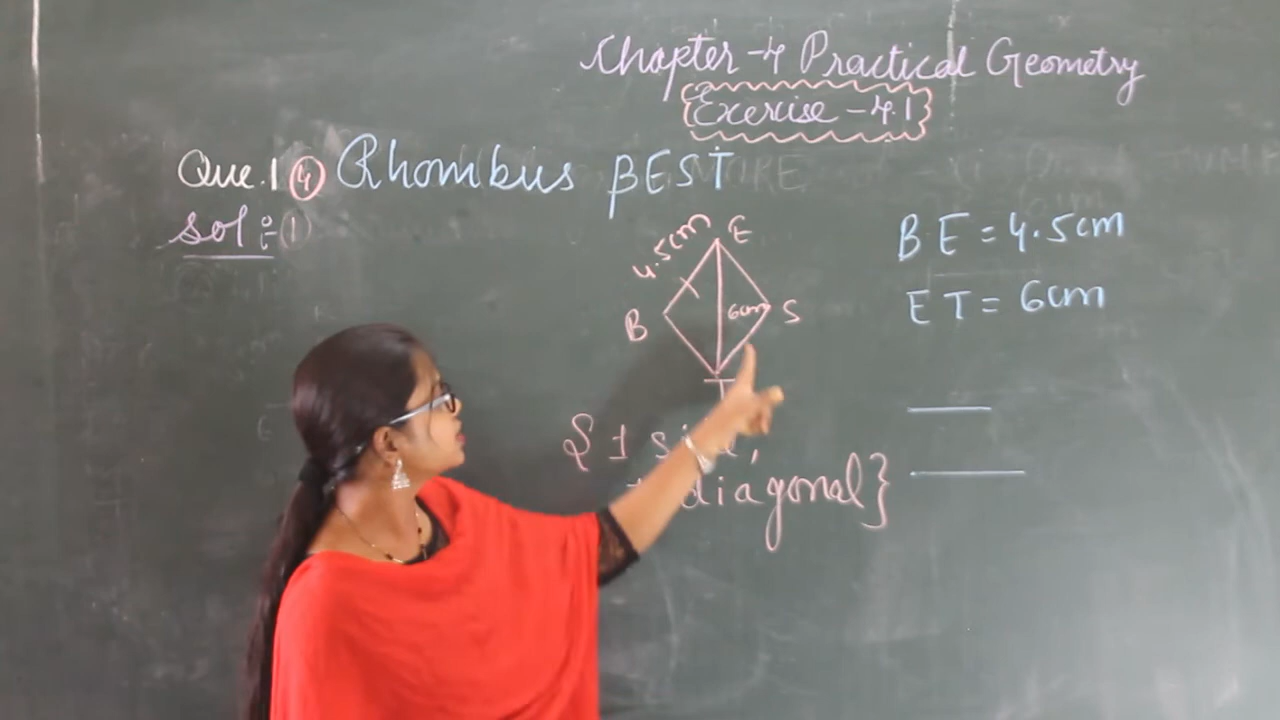 Chapter-4 Practical Geometry
Exercise - 4.1
Que.1 (4) Rhombus BEST
Sol:-(1)
4.5cm
E
B
6cm
S
T
BE = 4.5cm
ET = 6cm
{ 1 side,
diagonal}